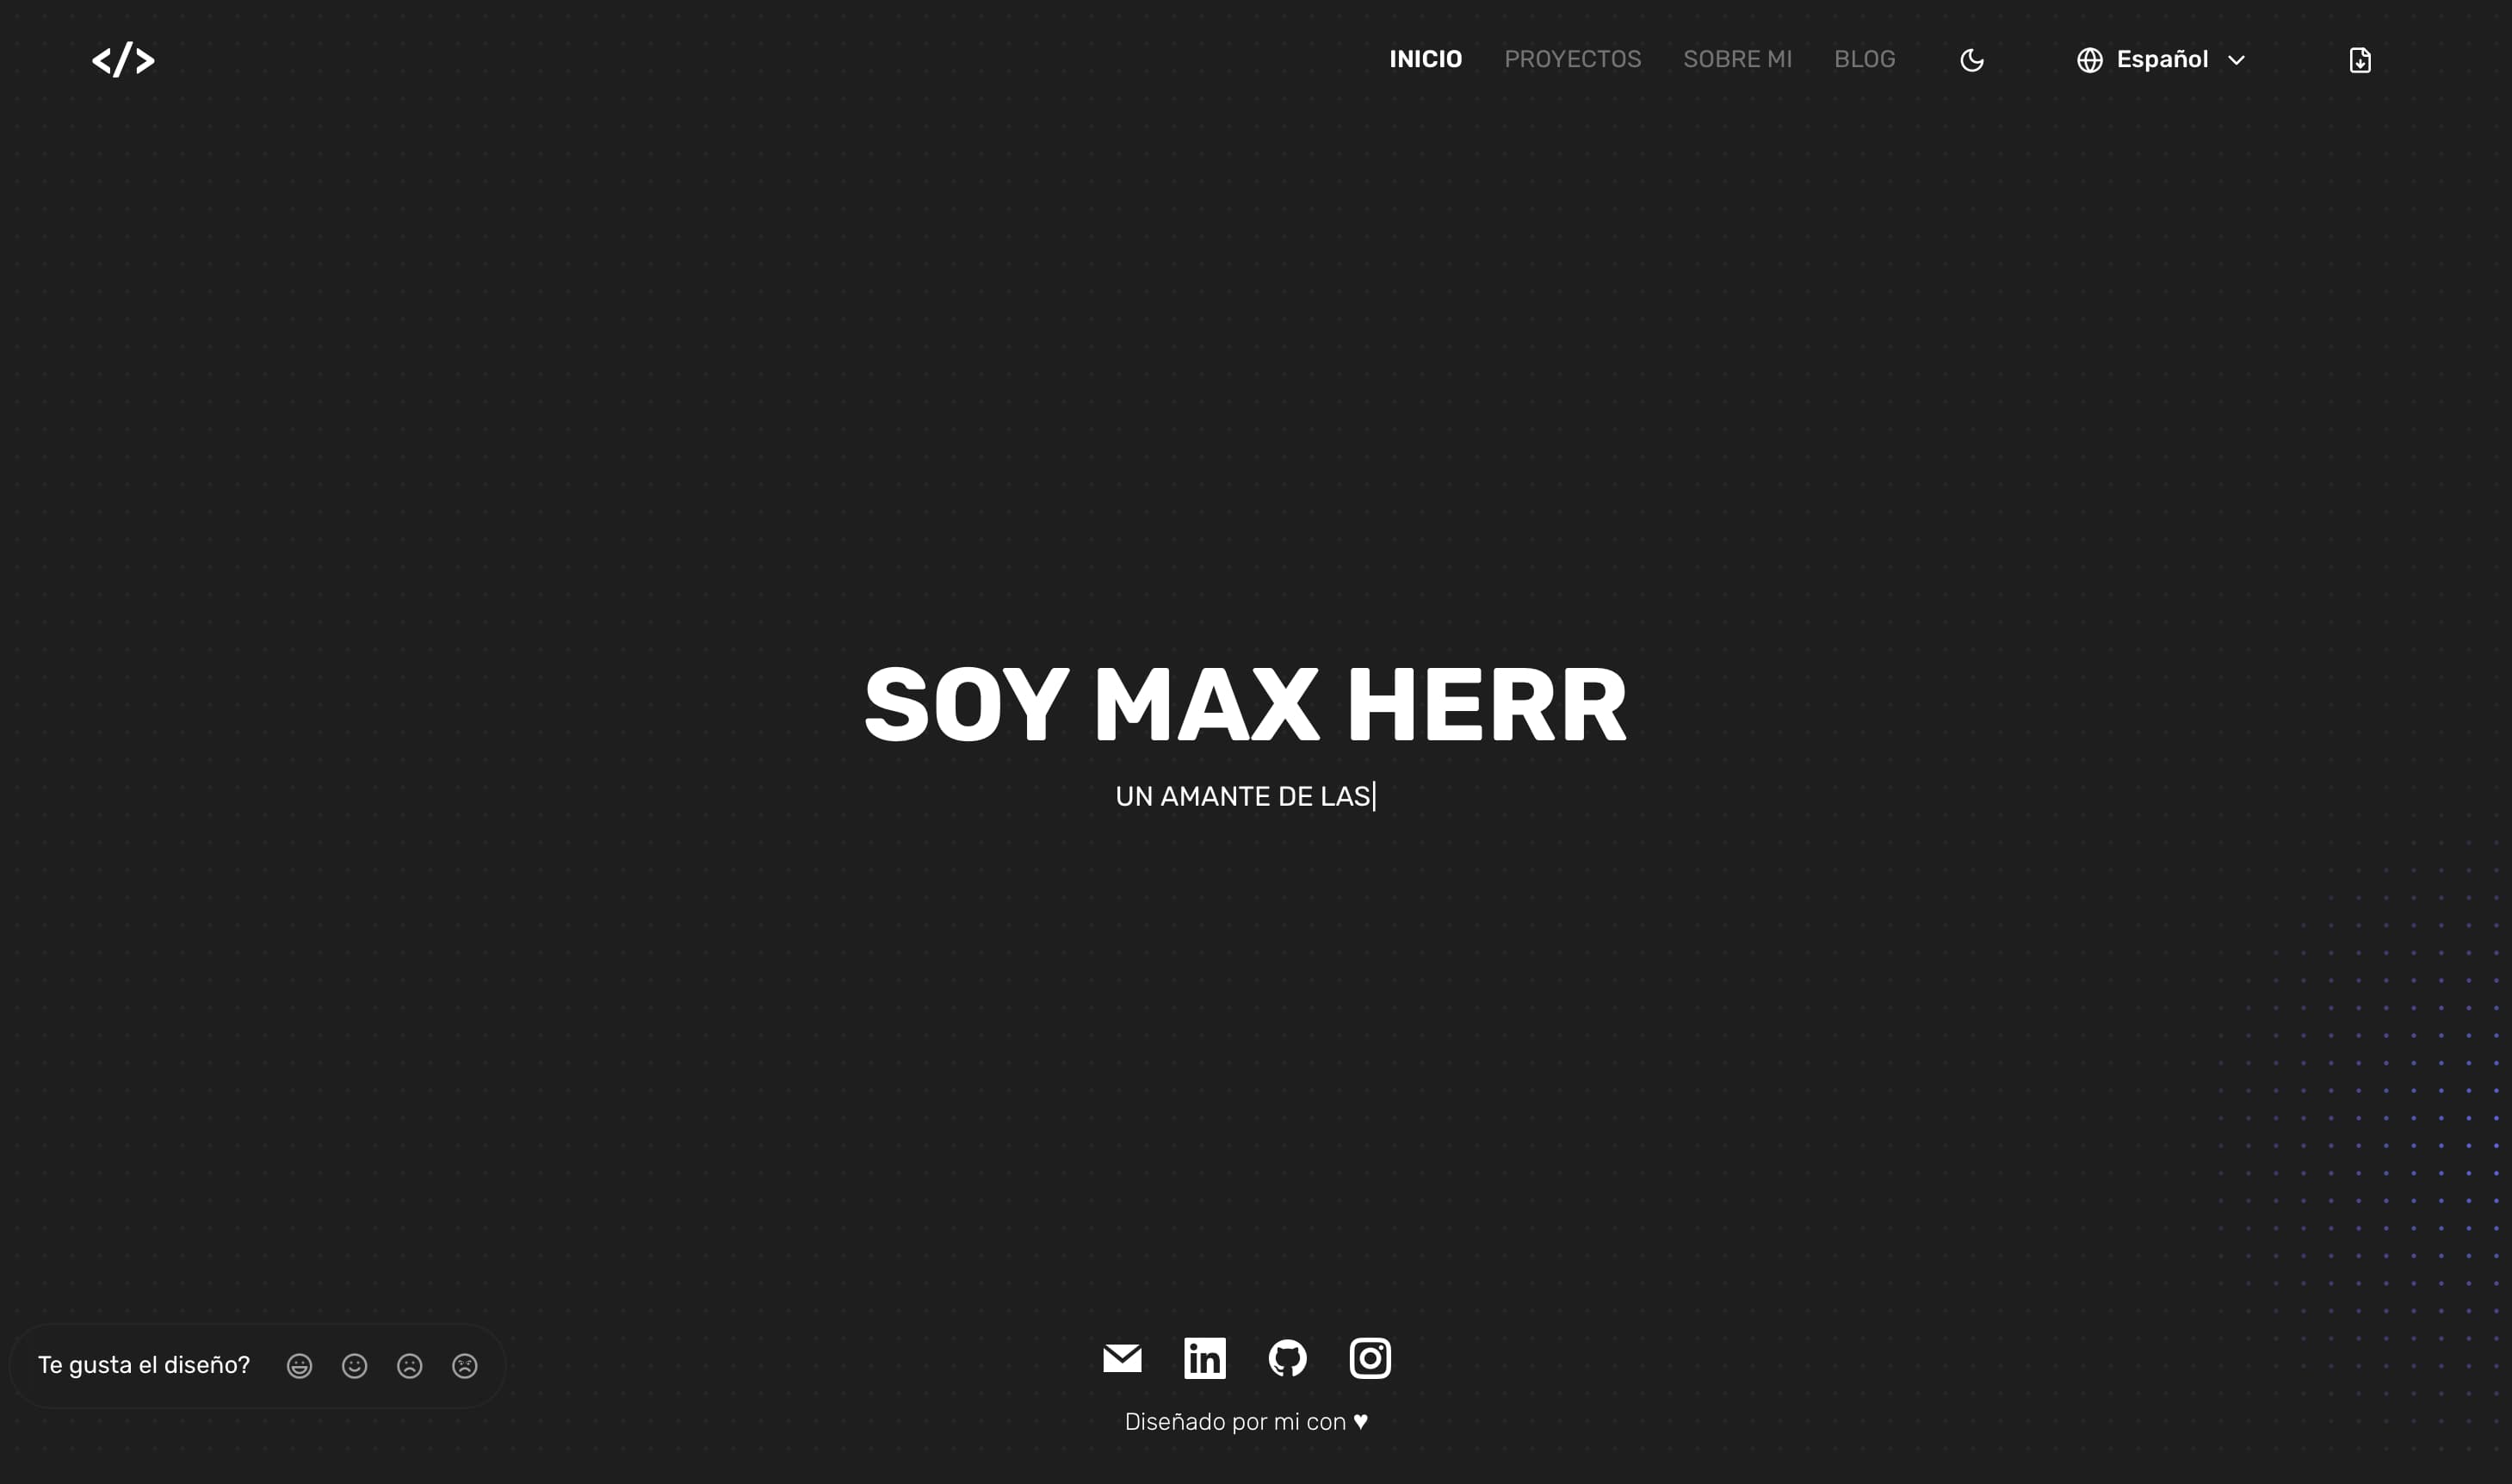 </>
INICIO PROYECTOS SOBRE MI BLOG Español
SOY MAX HERR
UN AMANTE DE LAS|
Te gusta el diseño?
in
Diseñado por mi con ♥